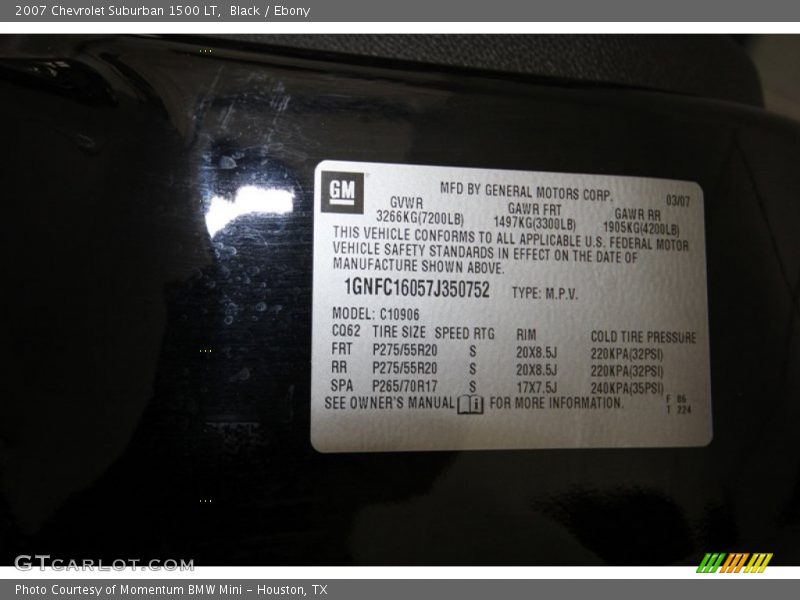 2007 Chevrolet Suburban 1500 LT, Black / Ebony
GM
MFD BY GENERAL MOTORS CORP. 03/07
GVWR GAWR FRT GAWR RR
3266KG(7200LB) 1497KG(3300LB) 1905KG(4200LB)
THIS VEHICLE CONFORMS TO ALL APPLICABLE U.S. FEDERAL MOTOR
VEHICLE SAFETY STANDARDS IN EFFECT ON THE DATE OF
MANUFACTURE SHOWN ABOVE.
1GNFC16057J350752 TYPE: M.P.V.
MODEL: C10906
CQ62 TIRE SIZE SPEED RTG RIM COLD TIRE PRESSURE
FRT P275/55R20 S 20X8.5J 220KPA(32PSI)
RR P275/55R20 S 20X8.5J 220KPA(32PSI)
SPA P265/70R17 S 17X7.5J 240KPA(35PSI)
SEE OWNER'S MANUAL i FOR MORE INFORMATION. F 86
T 224
GTCARLOT.COM
Photo Courtesy of Momentum BMW Mini - Houston, TX